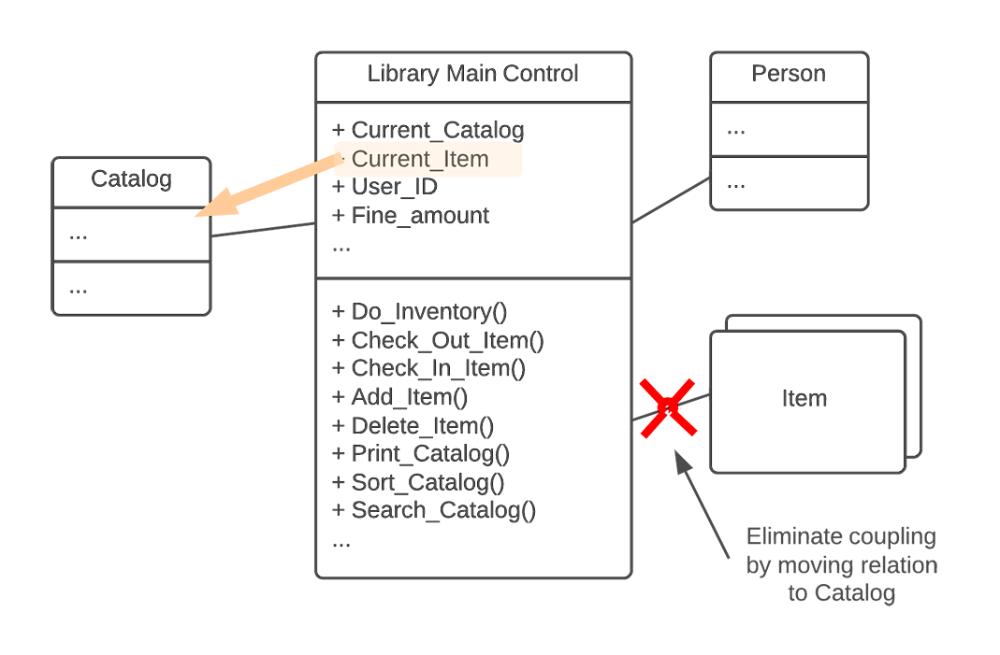 Library Main Control
+ Current_Catalog
- Current_Item
+ User_ID
+ Fine_amount
...
+ Do_Inventory()
+ Check_Out_Item()
+ Check_In_Item()
+ Add_Item()
+ Delete_Item()
+ Print_Catalog()
+ Sort_Catalog()
+ Search_Catalog()
...
Catalog
...
...
Person
...
...
Item
Eliminate coupling
by moving relation
to Catalog